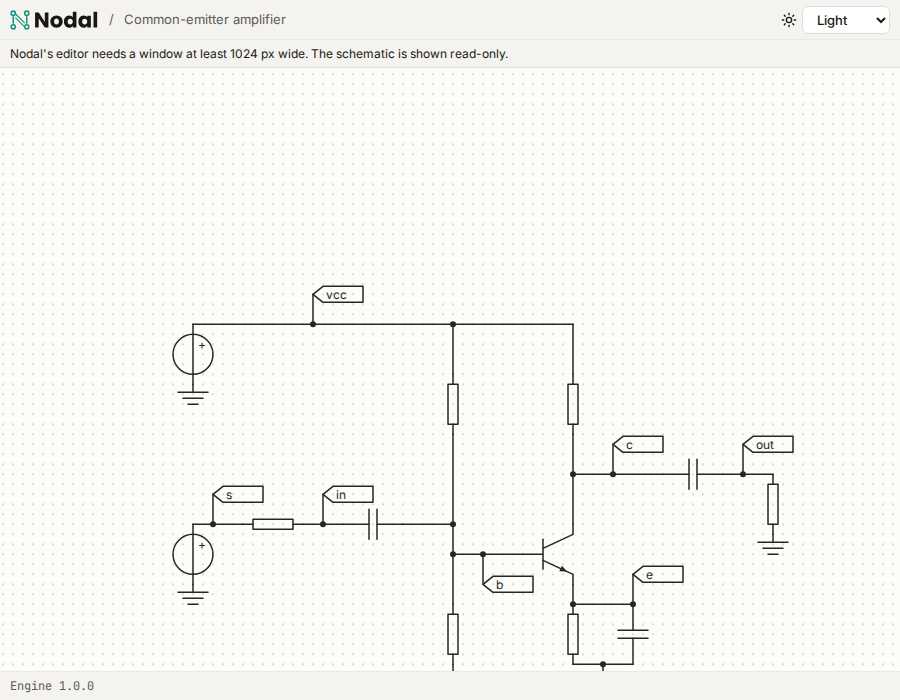 Nodal / Common-emitter amplifier Light
Nodal's editor needs a window at least 1024 px wide. The schematic is shown read-only.
vcc
+
c
out
s
in
+
b
e
Engine 1.0.0